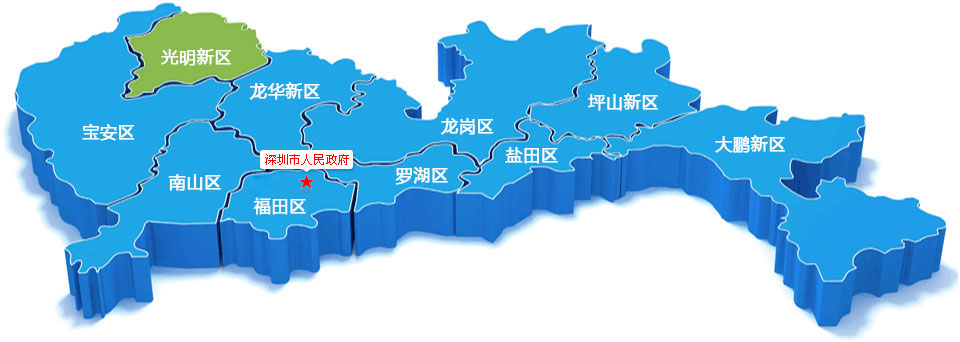 光明新区
龙华新区
坪山新区
宝安区
龙岗区
大鹏新区
盐田区
深圳市人民政府
南山区
罗湖区
福田区